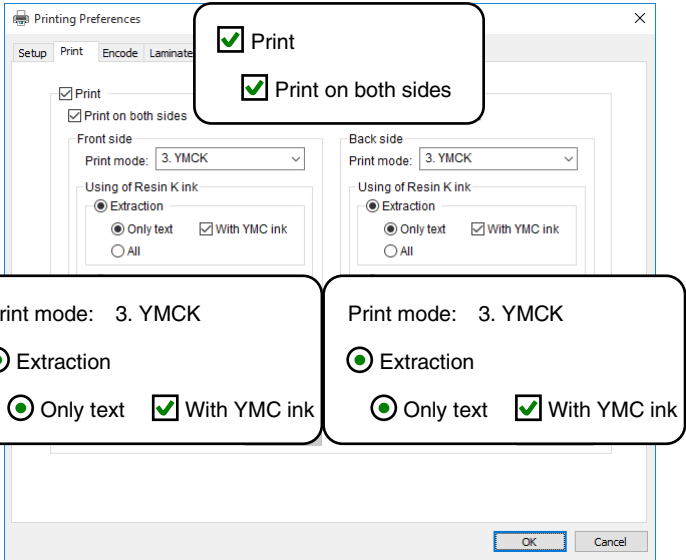 Printing Preferences
Setup Print Encode Laminate
Print
Print on both sides
Print
Print on both sides
Front side
Print mode: 3. YMCK
Using of Resin K ink
Extraction
Only text With YMC ink
All
Back side
Print mode: 3. YMCK
Using of Resin K ink
Extraction
Only text With YMC ink
All
rint mode: 3. YMCK
Extraction
Only text With YMC ink
Print mode: 3. YMCK
Extraction
Only text With YMC ink
OK Cancel